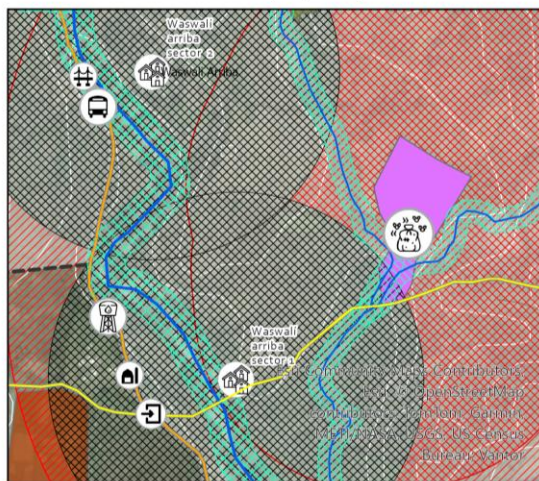 Waswali
arriba
sector 2
Waswali Arriba
Waswali
arriba
sector 1
Esri Community Maps Contributors,
Esri, © OpenStreetMap
contributors, TomTom, Garmin,
METI/NASA, USGS, US Census
Bureau, Vantor